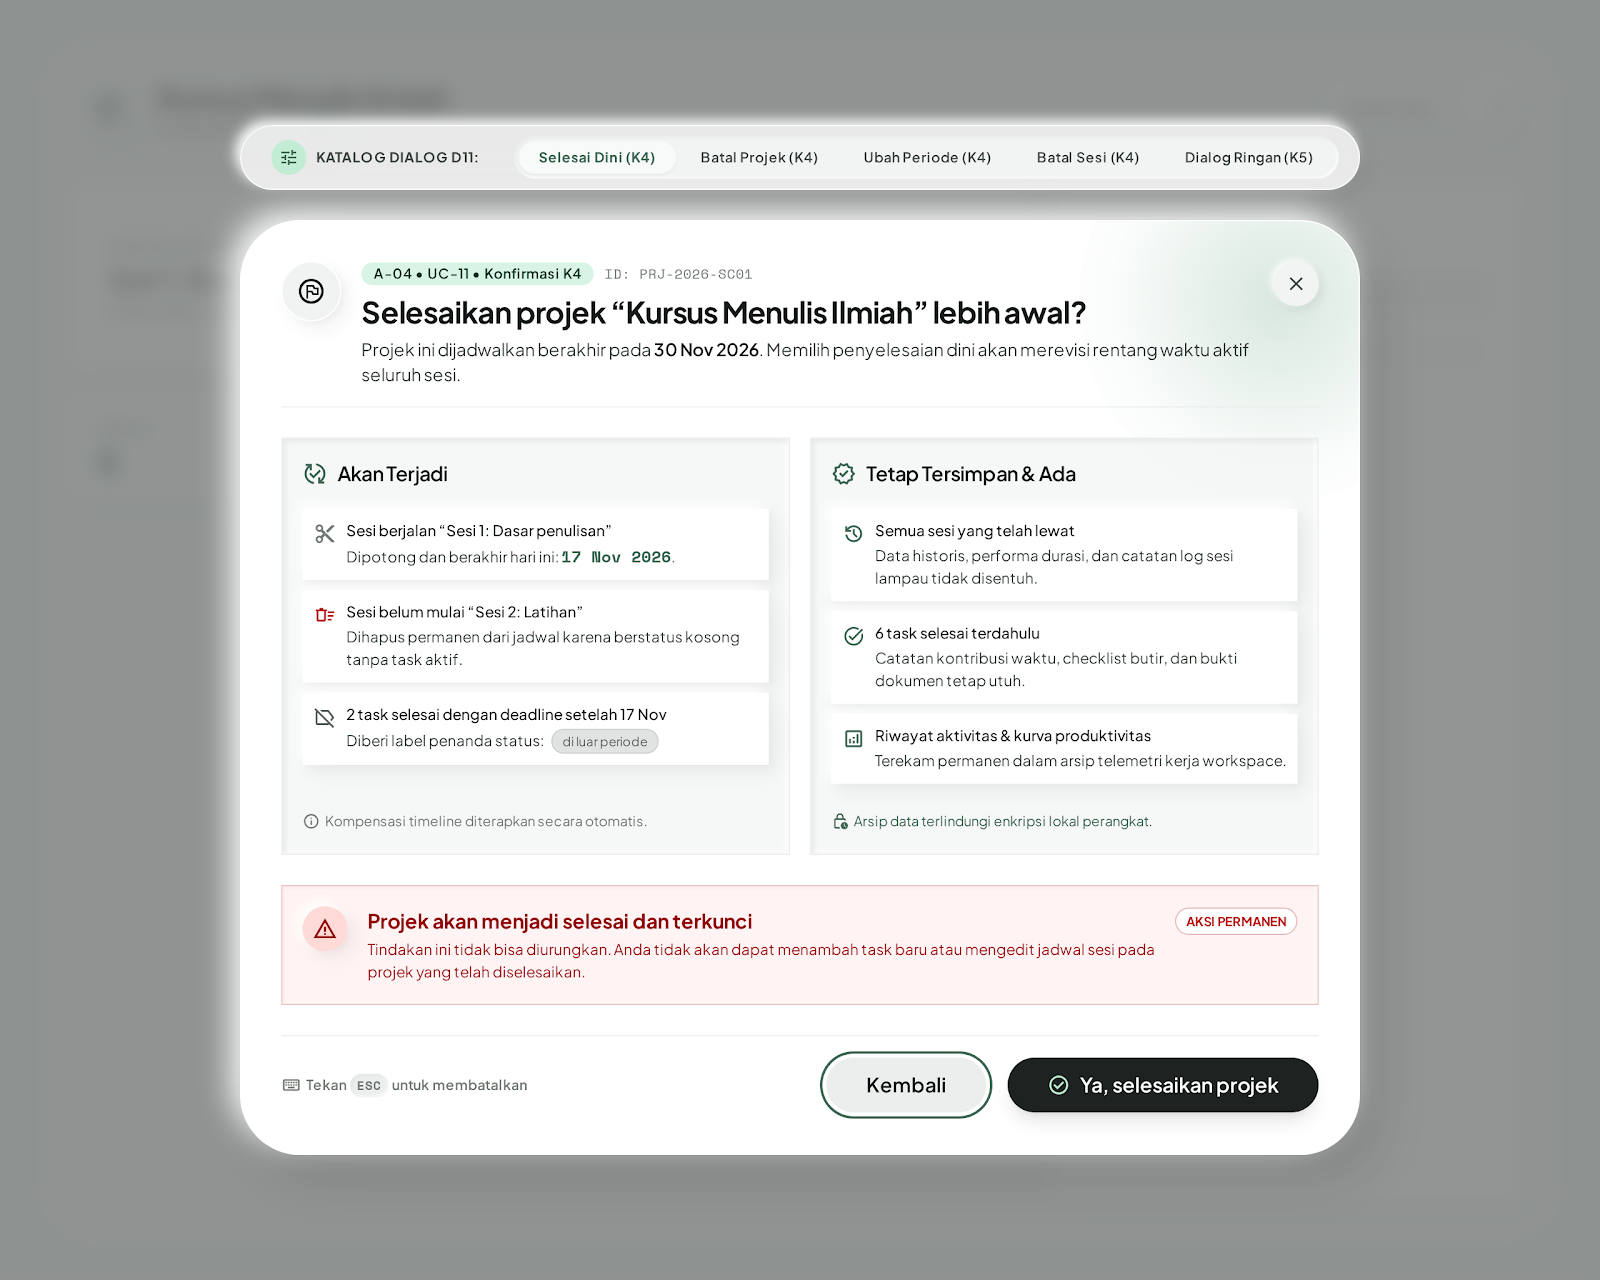 KATALOG DIALOG D11:
Selesai Dini (K4)
Batal Projek (K4)
Ubah Periode (K4)
Batal Sesi (K4)
Dialog Ringan (K5)
A-04 • UC-11 • Konfirmasi K4
ID: PRJ-2026-SC01
Selesaikan projek “Kursus Menulis Ilmiah” lebih awal?
Projek ini dijadwalkan berakhir pada 30 Nov 2026. Memilih penyelesaian dini akan merevisi rentang waktu aktif
seluruh sesi.
Akan Terjadi
Sesi berjalan “Sesi 1: Dasar penulisan”
Dipotong dan berakhir hari ini: 17 Nov 2026.
Sesi belum mulai “Sesi 2: Latihan”
Dihapus permanen dari jadwal karena berstatus kosong
tanpa task aktif.
2 task selesai dengan deadline setelah 17 Nov
Diberi label penanda status: di luar periode
Kompensasi timeline diterapkan secara otomatis.
Tetap Tersimpan & Ada
Semua sesi yang telah lewat
Data historis, performa durasi, dan catatan log sesi
lampau tidak disentuh.
6 task selesai terdahulu
Catatan kontribusi waktu, checklist butir, dan bukti
dokumen tetap utuh.
Riwayat aktivitas & kurva produktivitas
Terekam permanen dalam arsip telemetri kerja workspace.
Arsip data terlindungi enkripsi lokal perangkat.
Projek akan menjadi selesai dan terkunci
AKSI PERMANEN
Tindakan ini tidak bisa diurungkan. Anda tidak akan dapat menambah task baru atau mengedit jadwal sesi pada
projek yang telah diselesaikan.
Tekan ESC untuk membatalkan
Kembali
Ya, selesaikan projek